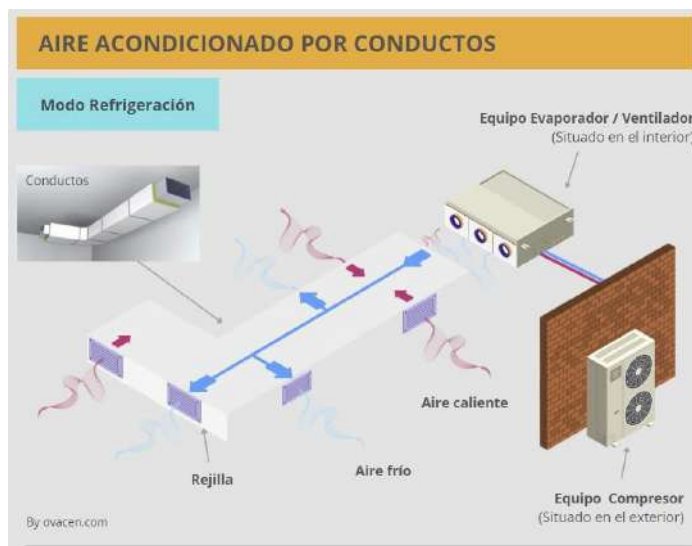 AIRE ACONDICIONADO POR CONDUCTOS
Modo Refrigeración
Equipo Evaporador / Ventilador
(Situado en el interior)
Conductos
Aire caliente
Rejilla
Aire frío
Equipo Compresor
(Situado en el exterior)
By ovacen.com